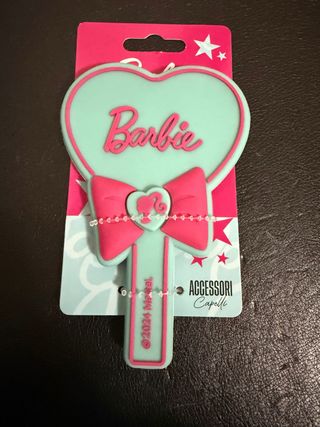 Barbie
©2024 Mattel.
ACCESSORI
Capelli